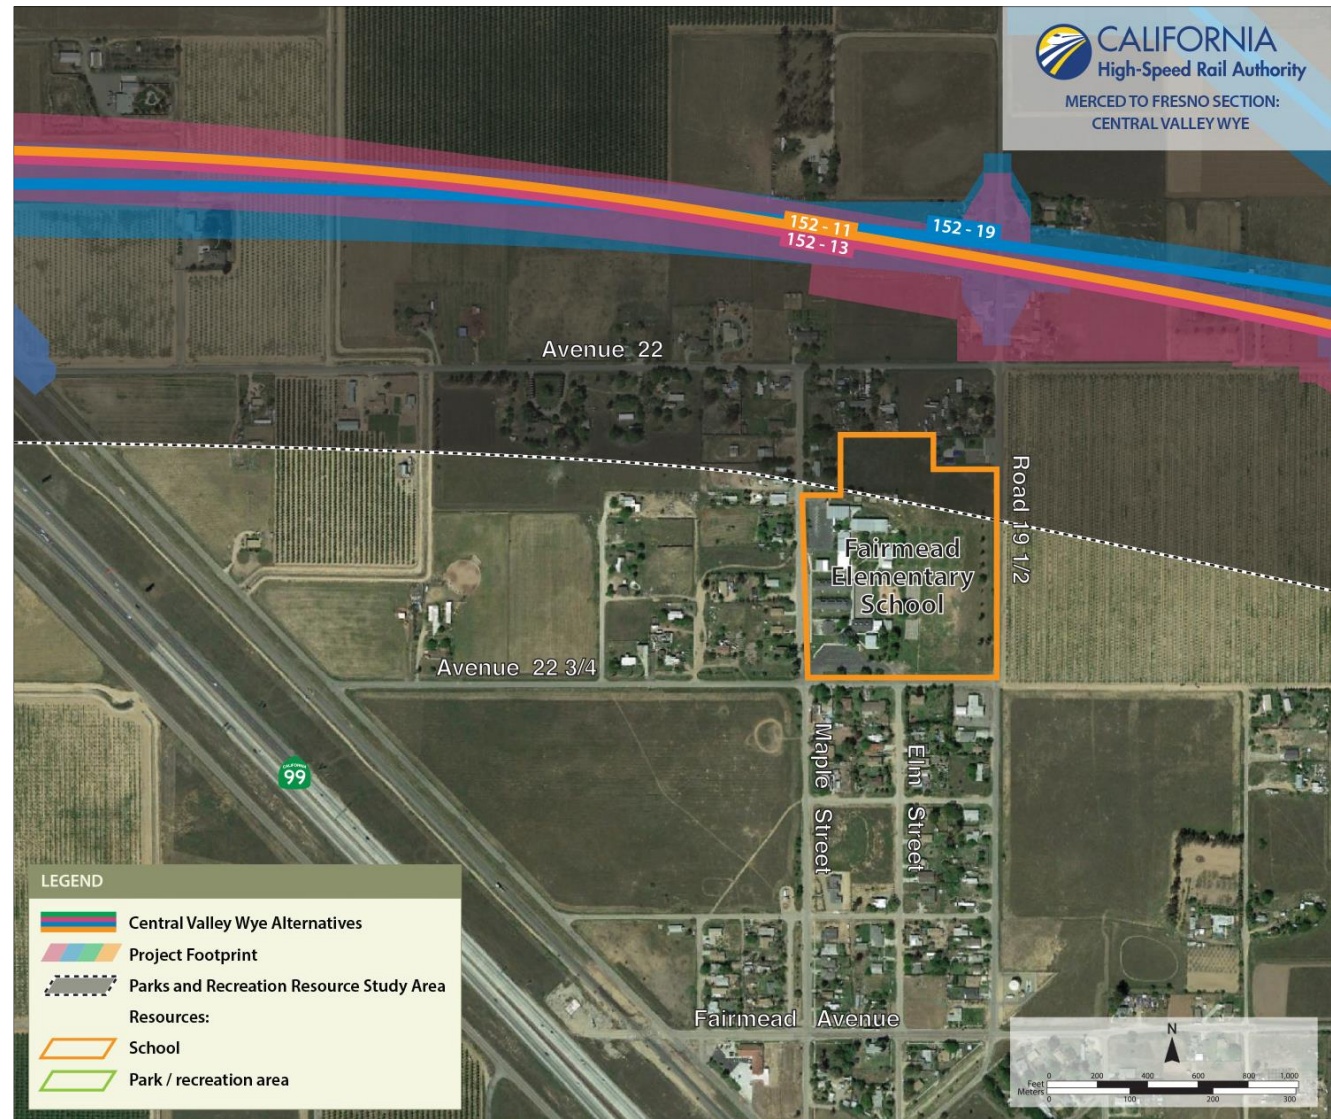 CALIFORNIA
High-Speed Rail Authority
MERCED TO FRESNO SECTION:
CENTRAL VALLEY WYE
152 - 11
152 - 19
152 - 13
Avenue 22
Road 19 1/2
Fairmead
Elementary
School
Avenue 22 3/4
Maple Street
Elm Street
CALIFORNIA
99
Fairmead Avenue
LEGEND
Central Valley Wye Alternatives
Project Footprint
Parks and Recreation Resource Study Area
Resources:
School
Park / recreation area
N
0 200 400 600 800 1,000
Feet
Meters
0 100 200 300